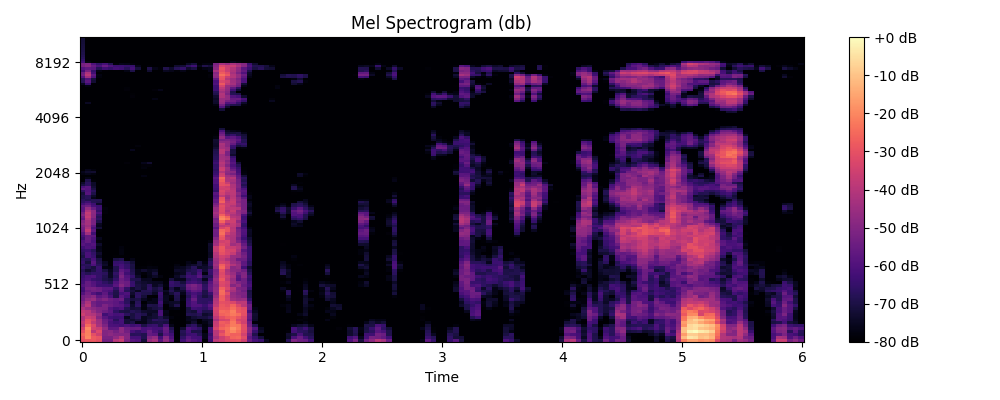 Mel Spectrogram (db)
8192
4096
2048
1024
512
0
Hz
0 1 2 3 4 5 6
Time
+0 dB
-10 dB
-20 dB
-30 dB
-40 dB
-50 dB
-60 dB
-70 dB
-80 dB